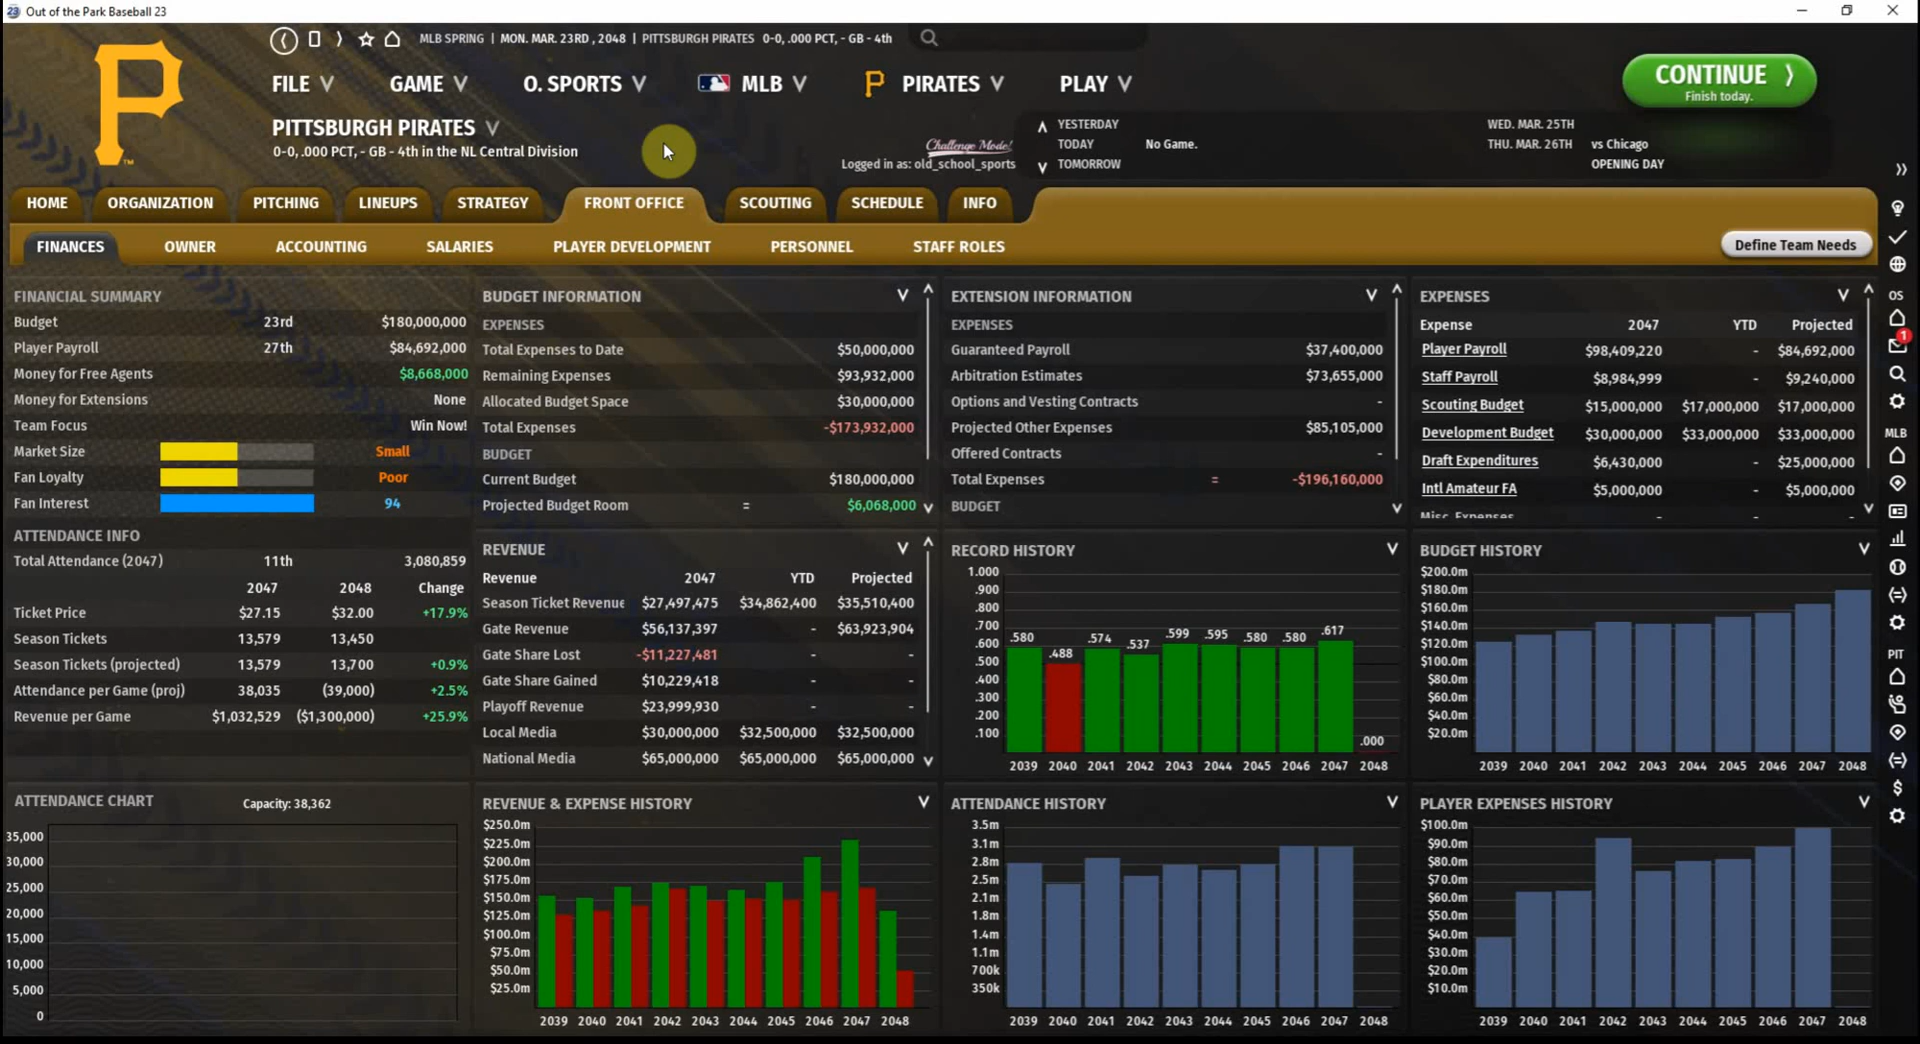 23 Out of the Park Baseball 23
MLB SPRING | MON. MAR. 23RD , 2048 | PITTSBURGH PIRATES 0-0, .000 PCT, - GB - 4th
FILE GAME O. SPORTS MLB PIRATES PLAY
CONTINUE
Finish today.
PITTSBURGH PIRATES
0-0, .000 PCT, - GB - 4th in the NL Central Division
Challenge Mode!
Logged in as: old_school_sports
YESTERDAY
TODAY No Game.
TOMORROW
WED. MAR. 25TH
THU. MAR. 26TH vs Chicago
OPENING DAY
HOME ORGANIZATION PITCHING LINEUPS STRATEGY FRONT OFFICE SCOUTING SCHEDULE INFO
FINANCES OWNER ACCOUNTING SALARIES PLAYER DEVELOPMENT PERSONNEL STAFF ROLES
Define Team Needs
FINANCIAL SUMMARY
Budget 23rd $180,000,000
Player Payroll 27th $84,692,000
Money for Free Agents $8,668,000
Money for Extensions None
Team Focus Win Now!
Market Size Small
Fan Loyalty Poor
Fan Interest 94
ATTENDANCE INFO
Total Attendance (2047) 11th 3,080,859
2047 2048 Change
Ticket Price $27.15 $32.00 +17.9%
Season Tickets 13,579 13,450
Season Tickets (projected) 13,579 13,700 +0.9%
Attendance per Game (proj) 38,035 (39,000) +2.5%
Revenue per Game $1,032,529 ($1,300,000) +25.9%
BUDGET INFORMATION
EXPENSES
Total Expenses to Date $50,000,000
Remaining Expenses $93,932,000
Allocated Budget Space $30,000,000
Total Expenses -$173,932,000
BUDGET
Current Budget $180,000,000
Projected Budget Room = $6,068,000
EXTENSION INFORMATION
EXPENSES
Guaranteed Payroll $37,400,000
Arbitration Estimates $73,655,000
Options and Vesting Contracts -
Projected Other Expenses $85,105,000
Offered Contracts -
Total Expenses = -$196,160,000
BUDGET
EXPENSES
Expense 2047 YTD Projected
Player Payroll $98,409,220 - $84,692,000
Staff Payroll $8,984,999 - $9,240,000
Scouting Budget $15,000,000 $17,000,000 $17,000,000
Development Budget $30,000,000 $33,000,000 $33,000,000
Draft Expenditures $6,430,000 - $25,000,000
Intl Amateur FA $5,000,000 - $5,000,000
Misc. Expenses - - -
REVENUE
Revenue 2047 YTD Projected
Season Ticket Revenue $27,497,475 $34,862,400 $35,510,400
Gate Revenue $56,137,397 - $63,923,904
Gate Share Lost -$11,227,481 - -
Gate Share Gained $10,229,418 - -
Playoff Revenue $23,999,930 - -
Local Media $30,000,000 $32,500,000 $32,500,000
National Media $65,000,000 $65,000,000 $65,000,000
RECORD HISTORY
1.000
.900
.800
.700
.600
.500
.400
.300
.200
.100
.580 .488 .574 .537 .599 .595 .580 .580 .617 .000
2039 2040 2041 2042 2043 2044 2045 2046 2047 2048
BUDGET HISTORY
$200.0m
$180.0m
$160.0m
$140.0m
$120.0m
$100.0m
$80.0m
$60.0m
$40.0m
$20.0m
2039 2040 2041 2042 2043 2044 2045 2046 2047 2048
ATTENDANCE CHART Capacity: 38,362
35,000
30,000
25,000
20,000
15,000
10,000
5,000
0
REVENUE & EXPENSE HISTORY
$250.0m
$225.0m
$200.0m
$175.0m
$150.0m
$125.0m
$100.0m
$75.0m
$50.0m
$25.0m
2039 2040 2041 2042 2043 2044 2045 2046 2047 2048
ATTENDANCE HISTORY
3.5m
3.1m
2.8m
2.5m
2.1m
1.8m
1.4m
1.1m
700k
350k
2039 2040 2041 2042 2043 2044 2045 2046 2047 2048
PLAYER EXPENSES HISTORY
$100.0m
$90.0m
$80.0m
$70.0m
$60.0m
$50.0m
$40.0m
$30.0m
$20.0m
$10.0m
2039 2040 2041 2042 2043 2044 2045 2046 2047 2048
OS
1
MLB
PIT